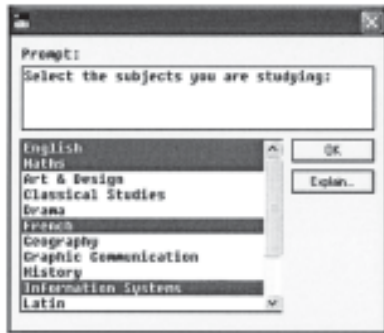 Prompt:
Select the subjects you are studying:
English
Maths
Art & Design
Classical Studies
Drama
French
Geography
Graphic Communication
History
Information Systems
Latin
OK
Explain...